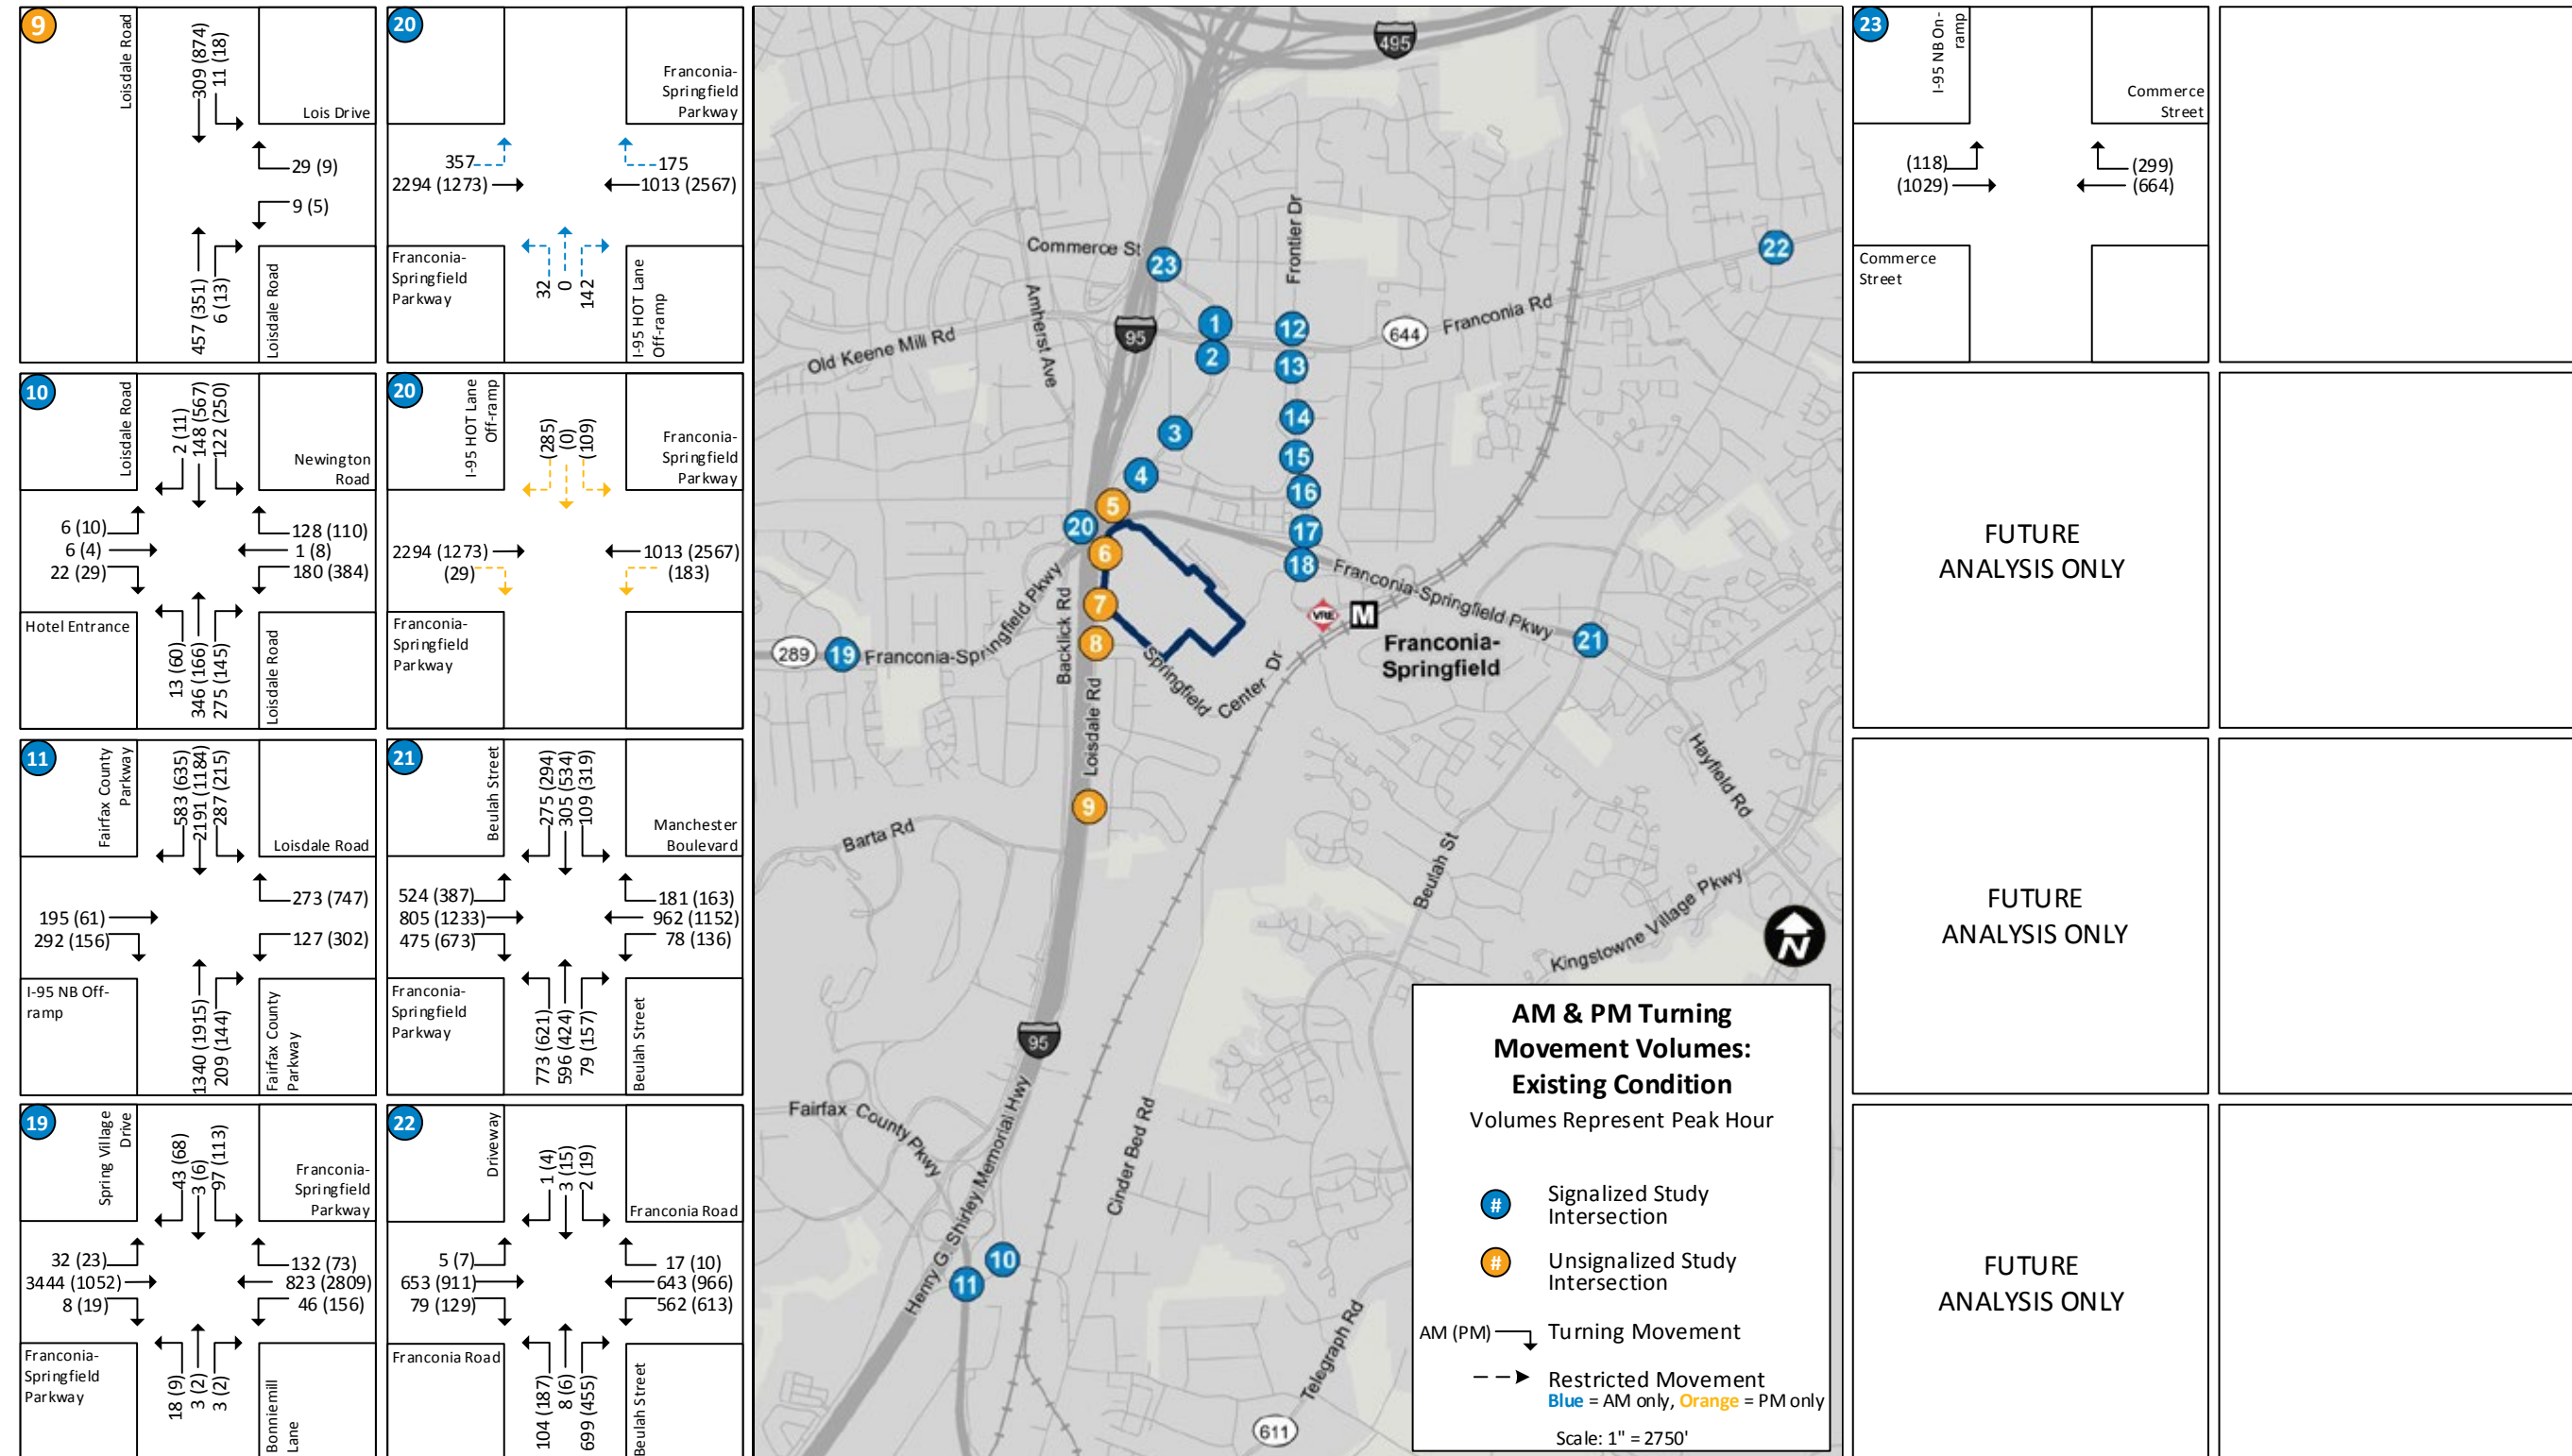 9
Loisdale Road
309 (874)
11 (18)
Lois Drive
29 (9)
9 (5)
457 (351)
6 (13)
Loisdale Road
20
Franconia-
Springfield
Parkway
357
2294 (1273)
175
1013 (2567)
Franconia-
Springfield
Parkway
32
0
142
I-95 HOT Lane
Off-ramp
10
Loisdale Road
2 (11)
148 (567)
122 (250)
Newington
Road
6 (10)
6 (4)
22 (29)
128 (110)
1 (8)
180 (384)
Hotel Entrance
13 (60)
346 (166)
275 (145)
Loisdale Road
20
I-95 HOT Lane
Off-ramp
(285)
(0)
(109)
Franconia-
Springfield
Parkway
2294 (1273)
(29)
1013 (2567)
(183)
Franconia-
Springfield
Parkway
11
Fairfax County
Parkway
583 (635)
2191 (1184)
287 (215)
Loisdale Road
195 (61)
292 (156)
273 (747)
127 (302)
I-95 NB Off-
ramp
1340 (1915)
209 (144)
Fairfax County
Parkway
21
Beulah Street
275 (294)
305 (534)
109 (319)
Manchester
Boulevard
524 (387)
805 (1233)
475 (673)
181 (163)
962 (1152)
78 (136)
Franconia-
Springfield
Parkway
773 (621)
596 (424)
79 (157)
Beulah Street
19
Spring Village
Drive
43 (68)
3 (6)
97 (113)
Franconia-
Springfield
Parkway
32 (23)
3444 (1052)
8 (19)
132 (73)
823 (2809)
46 (156)
Franconia-
Springfield
Parkway
18 (9)
3 (2)
3 (2)
Bonniemill
Lane
22
Driveway
1 (4)
3 (15)
2 (19)
Franconia Road
5 (7)
653 (911)
79 (129)
17 (10)
643 (966)
562 (613)
Franconia Road
104 (187)
8 (6)
699 (455)
Beulah Street
495
Commerce St
23
Frontier Dr
22
Amherst Ave
95
1
2
12
13
644
Franconia Rd
Old Keene Mill Rd
14
3
15
4
16
5
20
17
6
18
Franconia-Springfield Pkwy
7
VRE
M
Backlick Rd
8
289
19
Franconia-Springfield Pkwy
Franconia-
Springfield
21
Springfield Center Dr
Loisdale Rd
9
Hayfield Rd
Barta Rd
Beulah St
Kingstowne Village Pkwy
N
95
Fairfax County Pkwy
Henry G. Shirley Memorial Hwy
Cinder Bed Rd
10
11
Telegraph Rd
611
AM & PM Turning
Movement Volumes:
Existing Condition
Volumes Represent Peak Hour
# Signalized Study
Intersection
# Unsignalized Study
Intersection
AM (PM) Turning Movement
Restricted Movement
Blue = AM only, Orange = PM only
Scale: 1" = 2750'
23
I-95 NB On-
ramp
Commerce
Street
(118)
(1029)
(299)
(664)
Commerce
Street
FUTURE
ANALYSIS ONLY
FUTURE
ANALYSIS ONLY
FUTURE
ANALYSIS ONLY